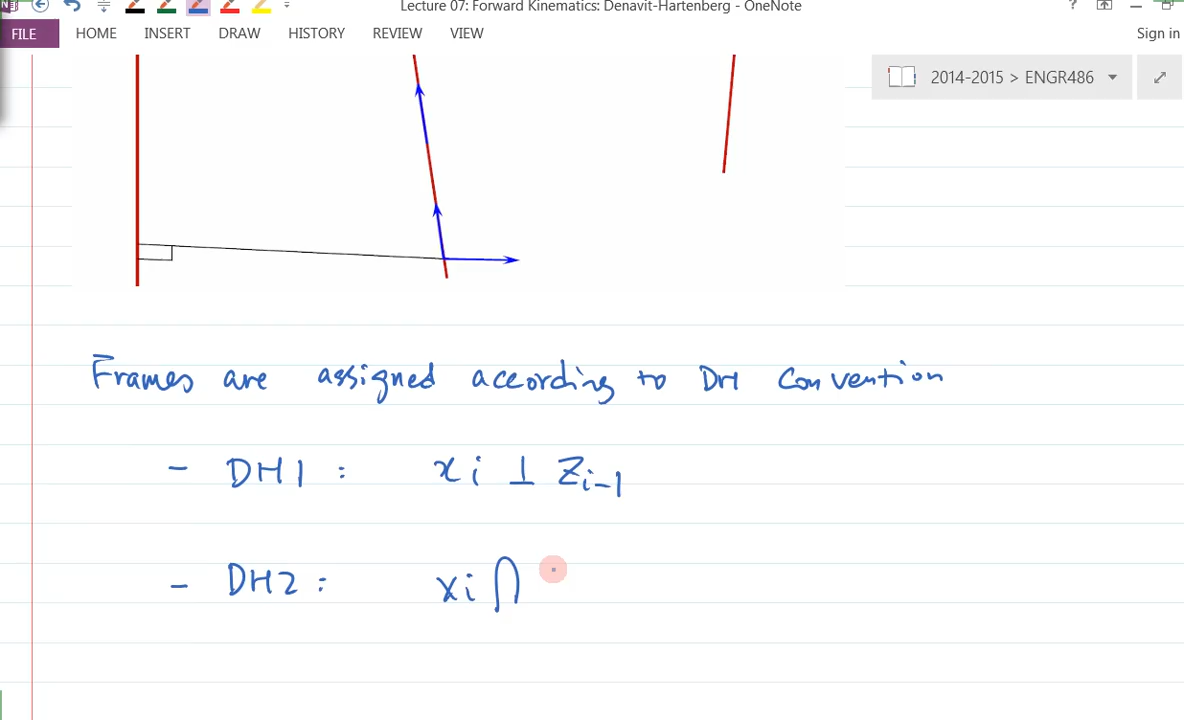 Lecture 07: Forward Kinematics: Denavit-Hartenberg - OneNote
?
FILE HOME INSERT DRAW HISTORY REVIEW VIEW Sign in
2014-2015 > ENGR486
Frames are assigned according to DH Convention
- DH1 : xi ⊥ Zi-1
- DH2 : xi ∩